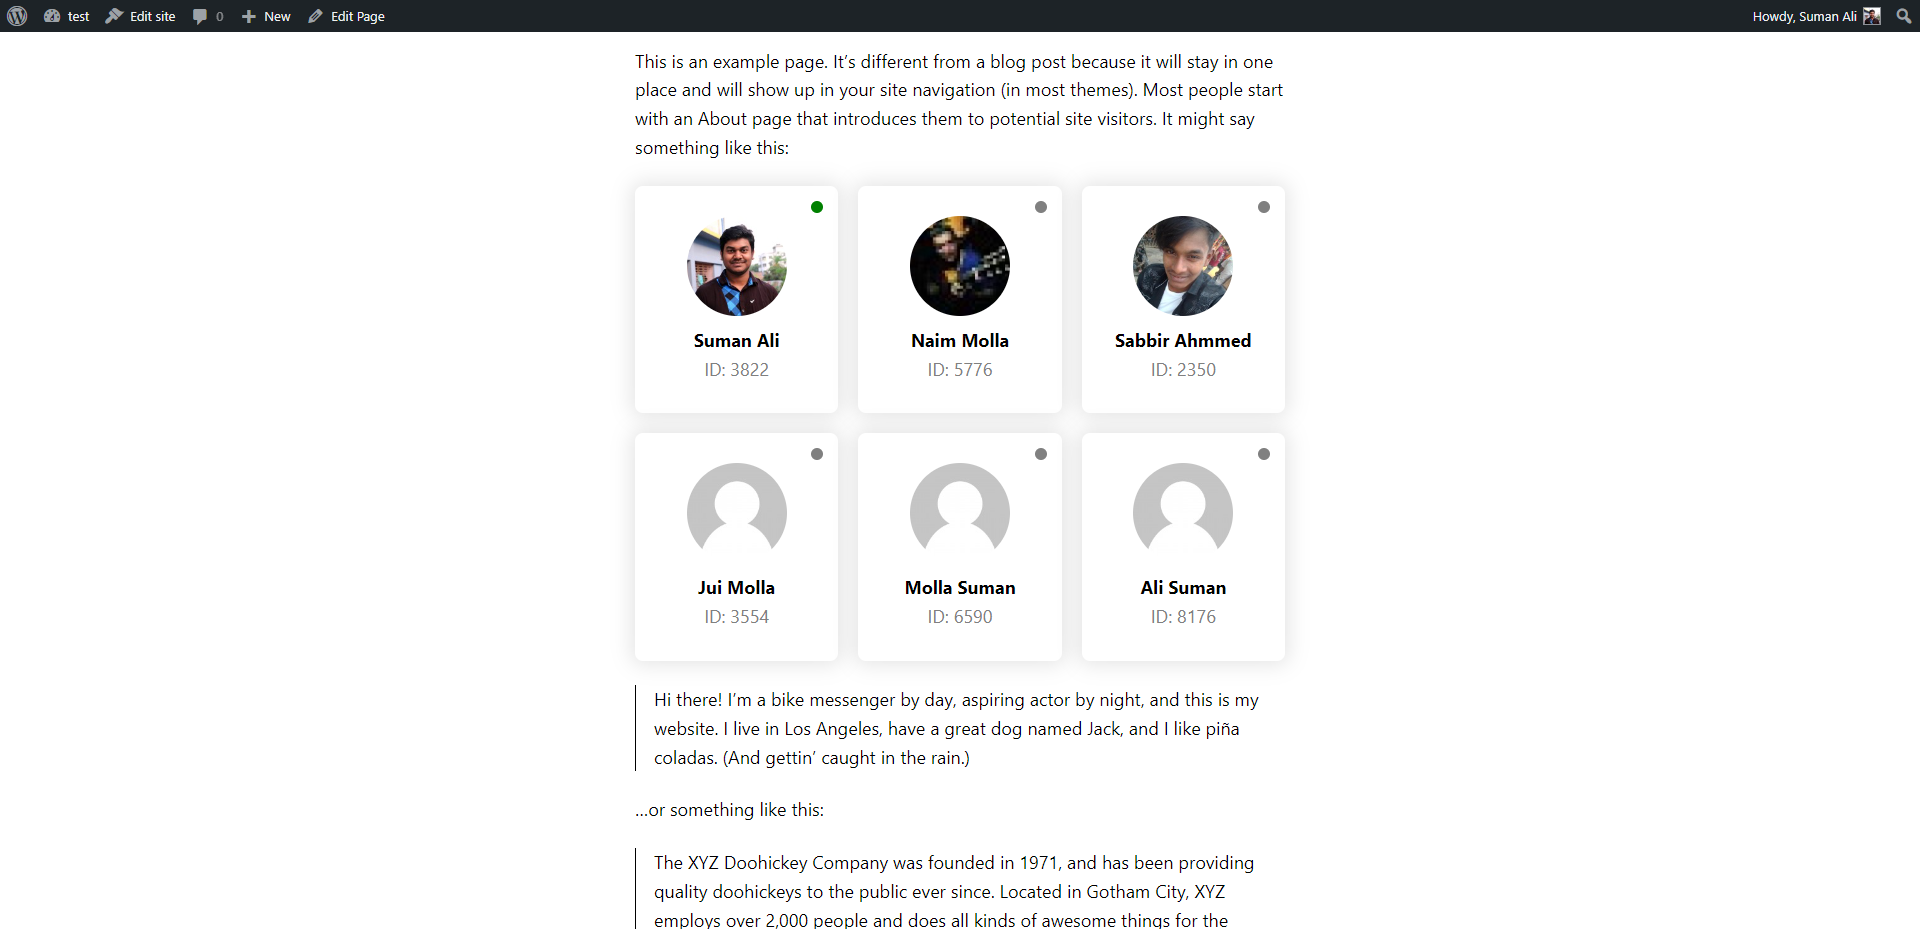 test Edit site 0 New Edit Page Howdy, Suman Ali
This is an example page. It’s different from a blog post because it will stay in one
place and will show up in your site navigation (in most themes). Most people start
with an About page that introduces them to potential site visitors. It might say
something like this:
Suman Ali
ID: 3822
Naim Molla
ID: 5776
Sabbir Ahmmed
ID: 2350
Jui Molla
ID: 3554
Molla Suman
ID: 6590
Ali Suman
ID: 8176
Hi there! I’m a bike messenger by day, aspiring actor by night, and this is my
website. I live in Los Angeles, have a great dog named Jack, and I like piña
coladas. (And gettin’ caught in the rain.)
…or something like this:
The XYZ Doohickey Company was founded in 1971, and has been providing
quality doohickeys to the public ever since. Located in Gotham City, XYZ
employs over 2,000 people and does all kinds of awesome things for the